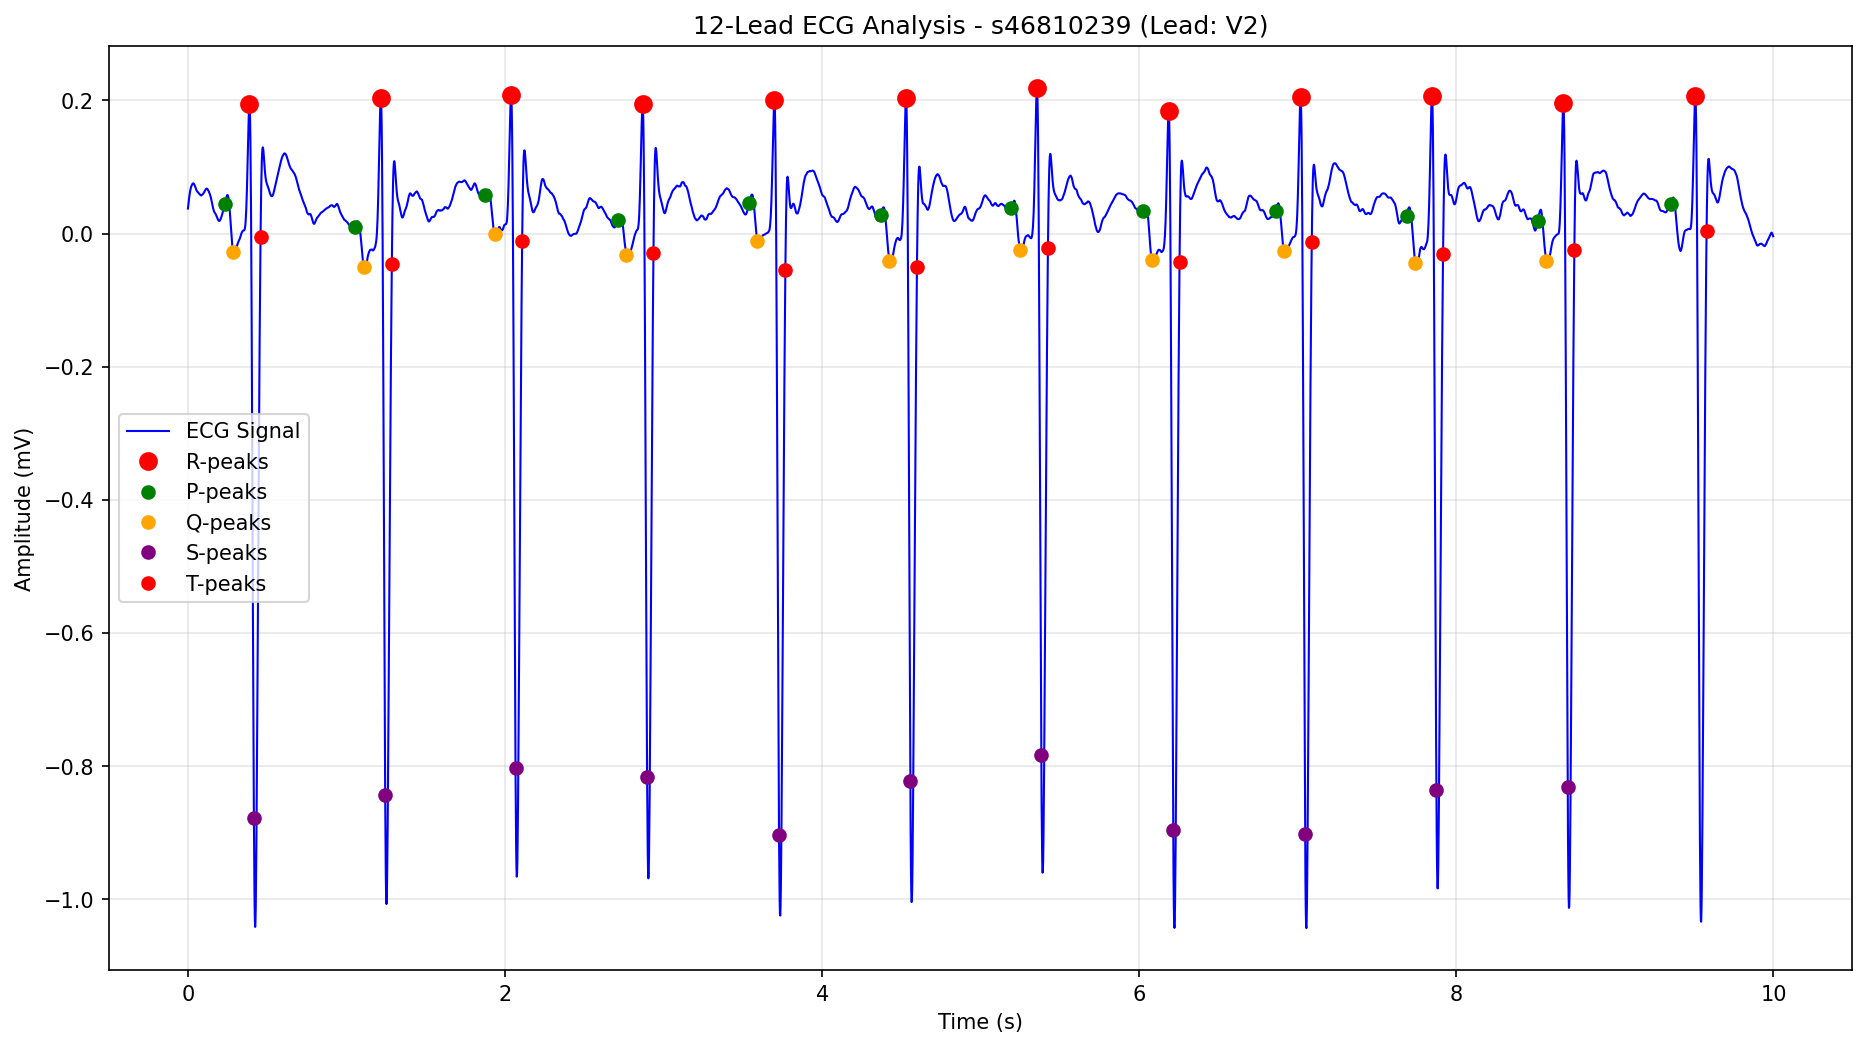 12-Lead ECG Analysis - s46810239 (Lead: V2)
Amplitude (mV)
0.2
0.0
−0.2
−0.4
−0.6
−0.8
−1.0
ECG Signal
R-peaks
P-peaks
Q-peaks
S-peaks
T-peaks
0 2 4 6 8 10
Time (s)